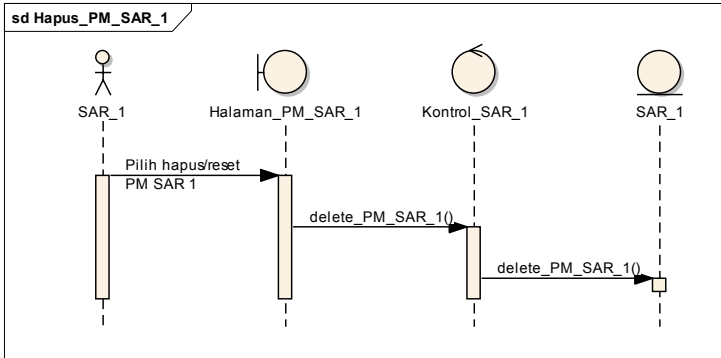 sd Hapus_PM_SAR_1
SAR_1
Halaman_PM_SAR_1
Kontrol_SAR_1
SAR_1
Pilih hapus/reset
PM SAR 1
delete_PM_SAR_1()
delete_PM_SAR_1()